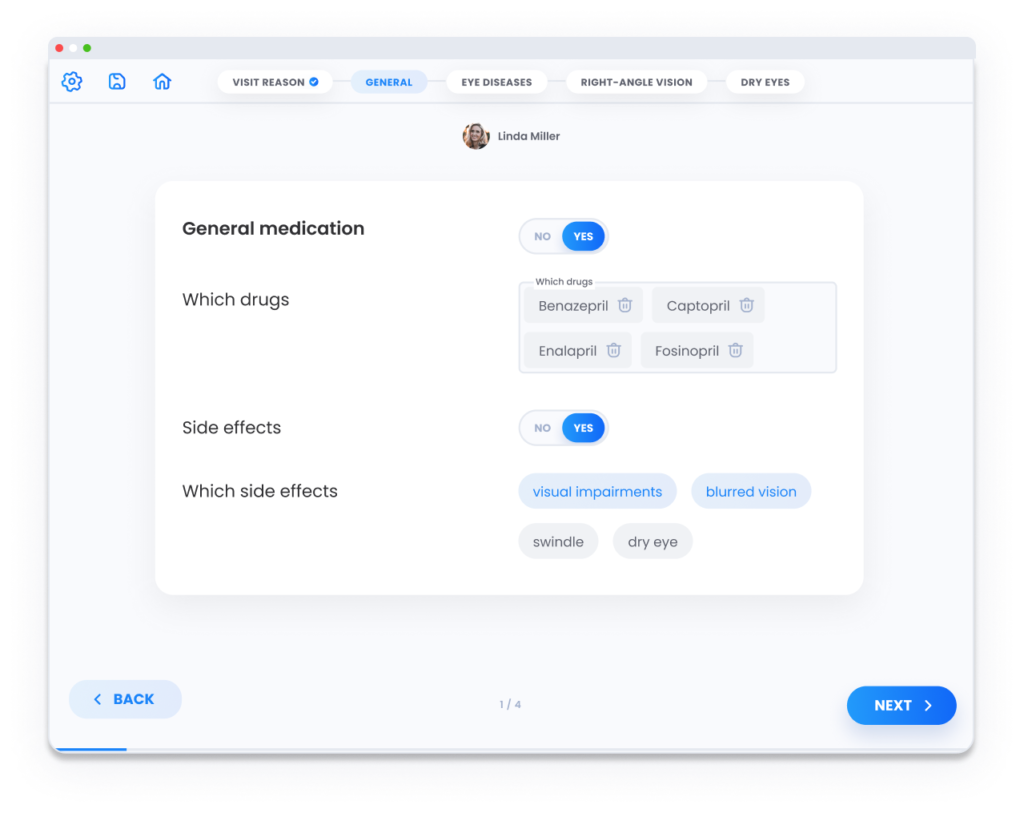 VISIT REASON GENERAL EYE DISEASES RIGHT-ANGLE VISION DRY EYES
Linda Miller
General medication NO YES
Which drugs
Which drugs
Benazepril Captopril
Enalapril Fosinopril
Side effects NO YES
Which side effects visual impairments blurred vision
swindle dry eye
BACK 1 / 4 NEXT